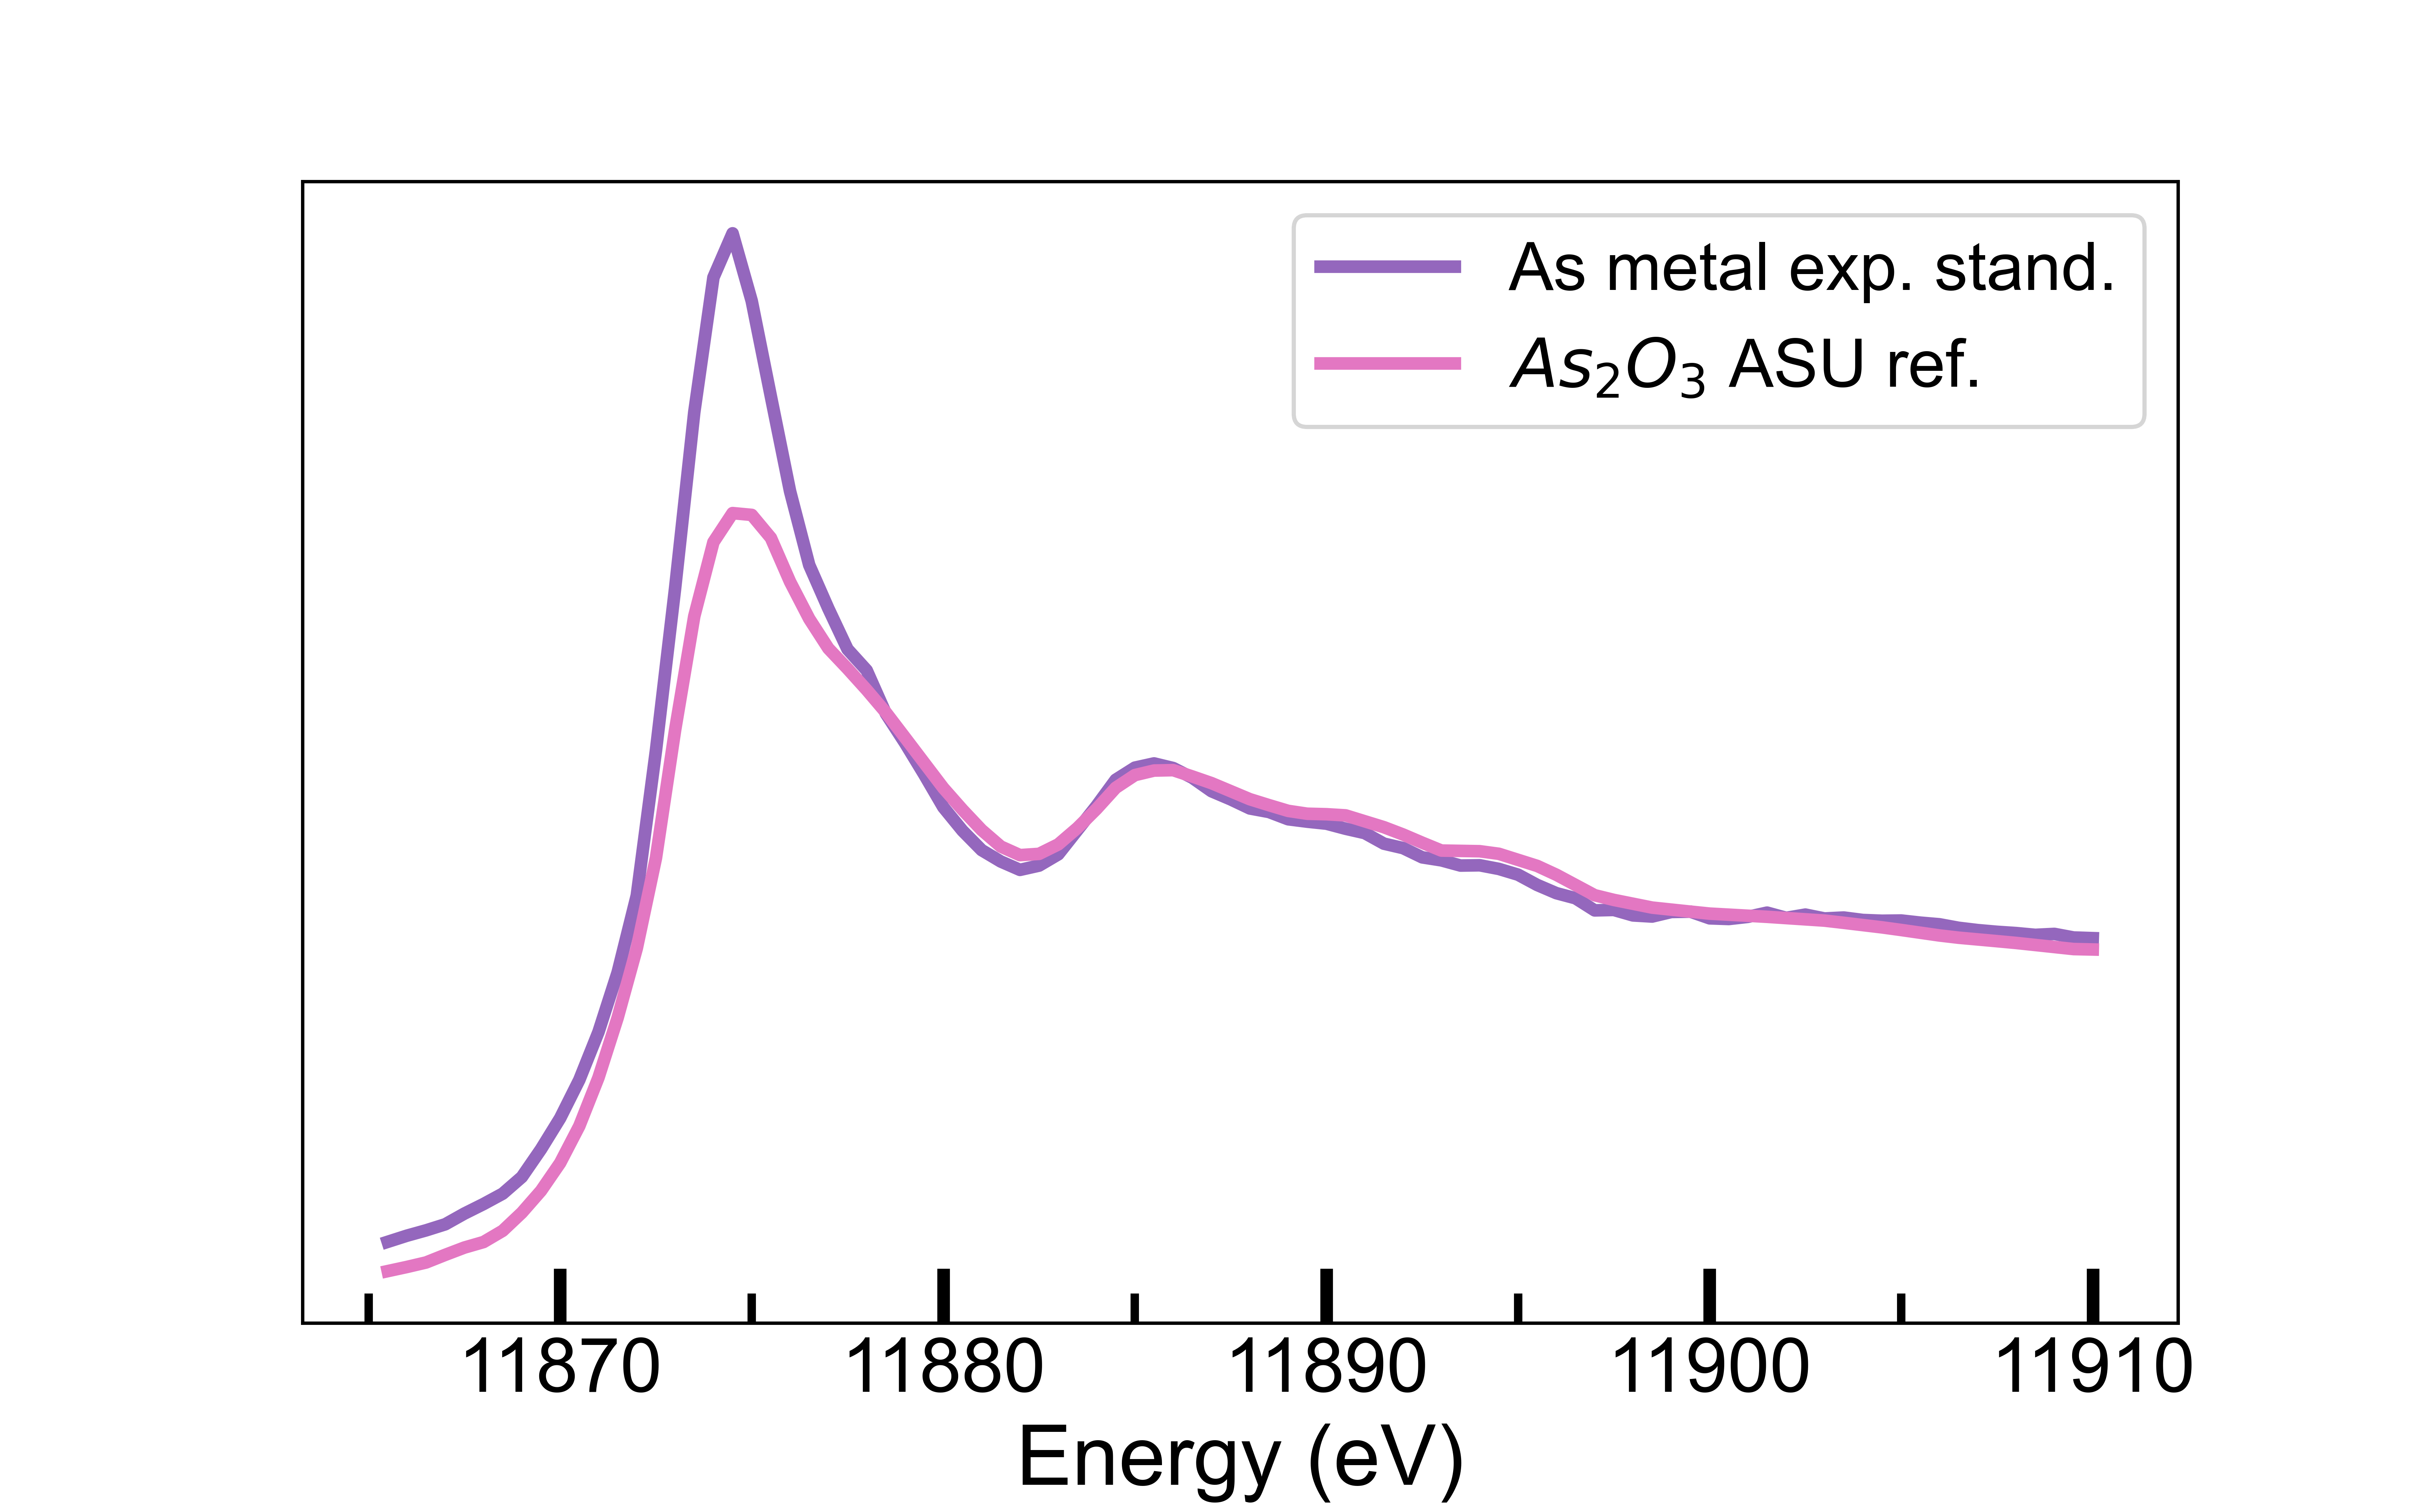 As metal exp. stand.
As₂O₃ ASU ref.
11870 11880 11890 11900 11910
Energy (eV)